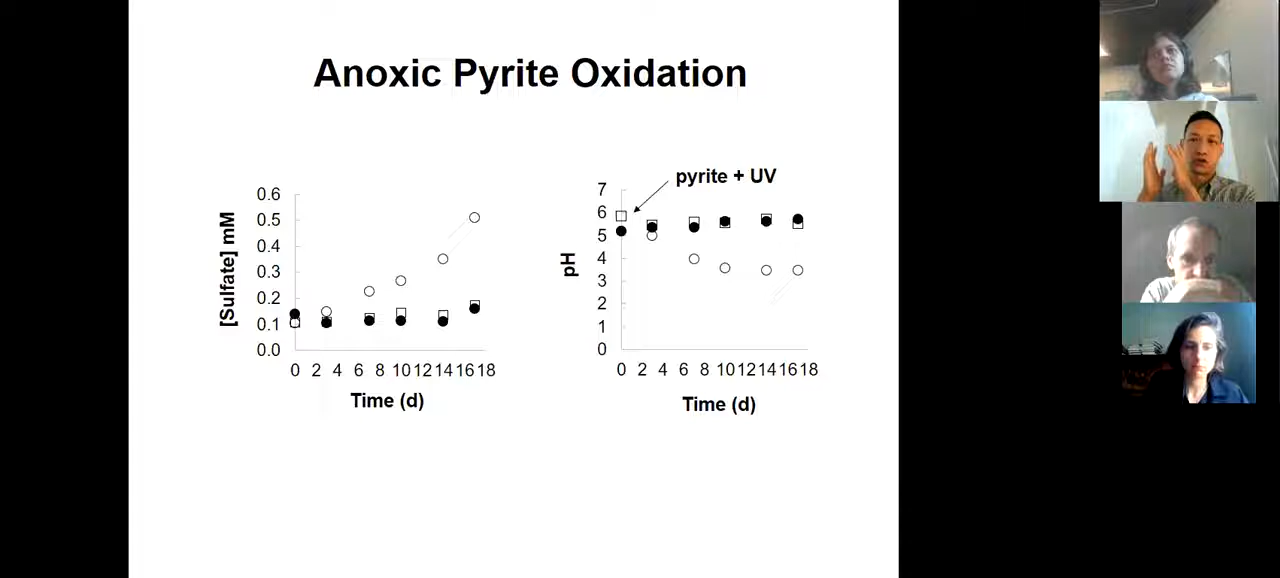 Anoxic Pyrite Oxidation
[Sulfate] mM
0.6
0.5
0.4
0.3
0.2
0.1
0.0
0 2 4 6 8 10 12 14 16 18
Time (d)
pyrite + UV
pH
7
6
5
4
3
2
1
0
0 2 4 6 8 10 12 14 16 18
Time (d)